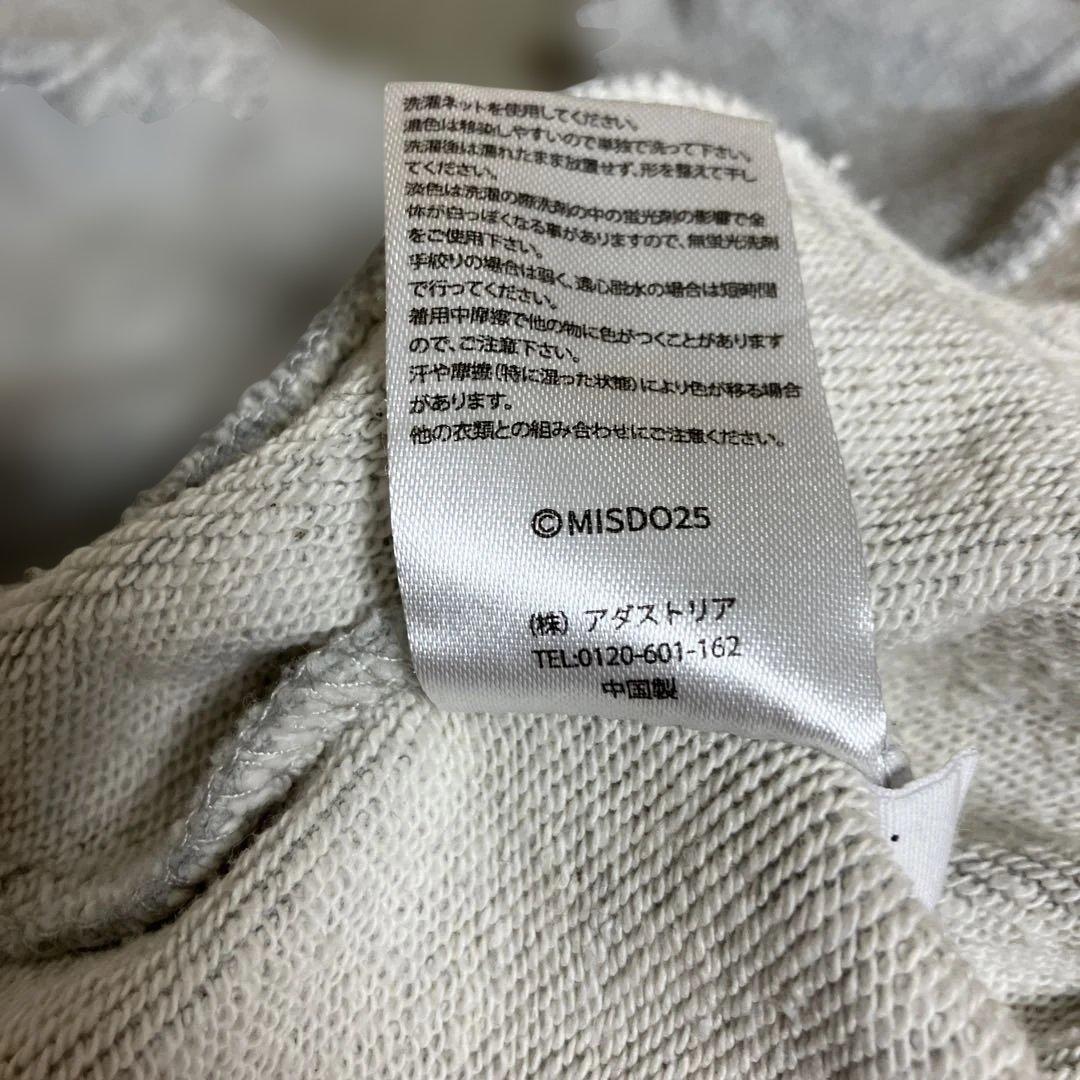 洗濯ネットを使用してください。
濃色は移染しやすいので単独で洗って下さい。
洗濯後は濡れたまま放置せず、形を整えて干し
てください。
淡色は洗濯の際洗剤の中の蛍光剤の影響で全
体が白っぽくなる事がありますので、無蛍光洗剤
をご使用下さい。
手絞りの場合は弱く、遠心脱水の場合は短時間
で行ってください。
着用中摩擦で他の物に色がつくことがあります
ので、ご注意下さい。
汗や摩擦(特に湿った状態)により色が移る場合
があります。
他の衣類との組み合わせにご注意ください。
©MISDO25
(株) アダストリア
TEL:0120-601-162
中国製